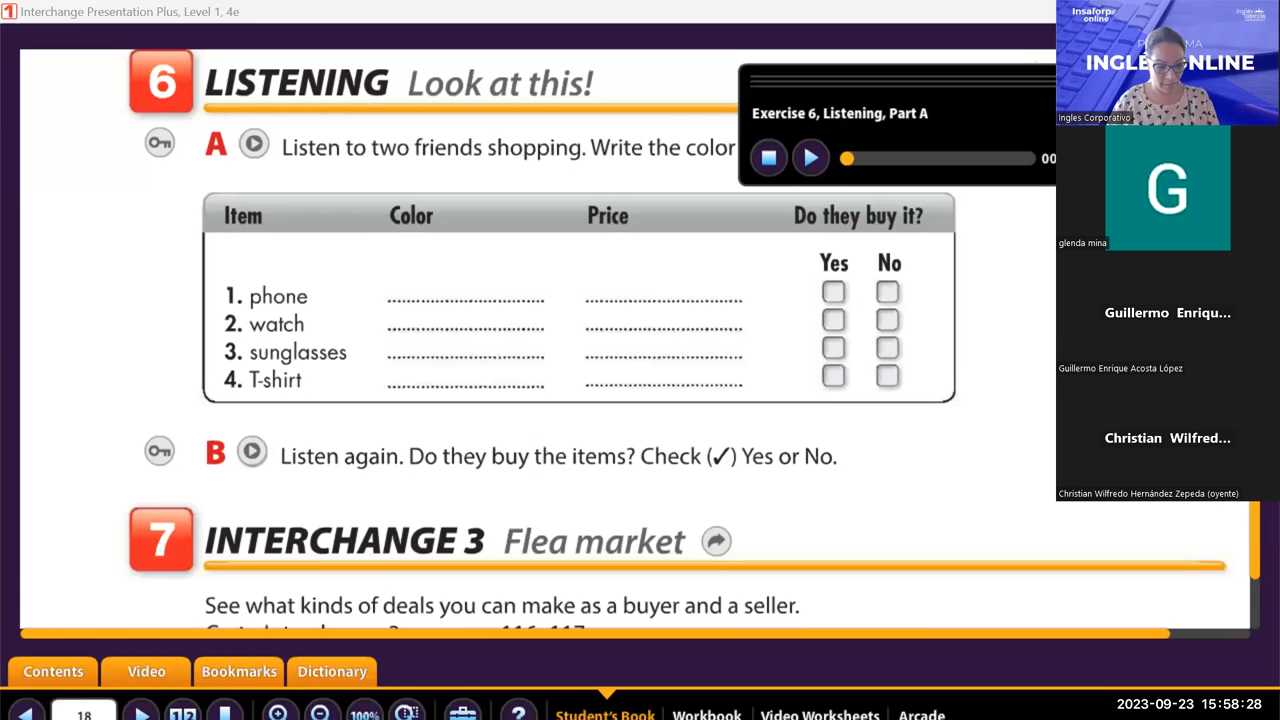 Interchange Presentation Plus, Level 1, 4e
6 LISTENING Look at this!
A Listen to two friends shopping. Write the color
Exercise 6, Listening, Part A
00
Item Color Price Do they buy it?
Yes No
1. phone
2. watch
3. sunglasses
4. T-shirt
B Listen again. Do they buy the items? Check (✓) Yes or No.
7 INTERCHANGE 3 Flea market
See what kinds of deals you can make as a buyer and a seller.
Contents Video Bookmarks Dictionary
18
100%
Student's Book Workbook Video Worksheets Arcade
Insaforp
online
INGLÉS ONLINE
Ingles Corporativo
G
glenda mina
Guillermo Enriqu...
Guillermo Enrique Acosta López
Christian Wilfred...
Christian Wilfredo Hernández Zepeda (oyente)
2023-09-23 15:58:28